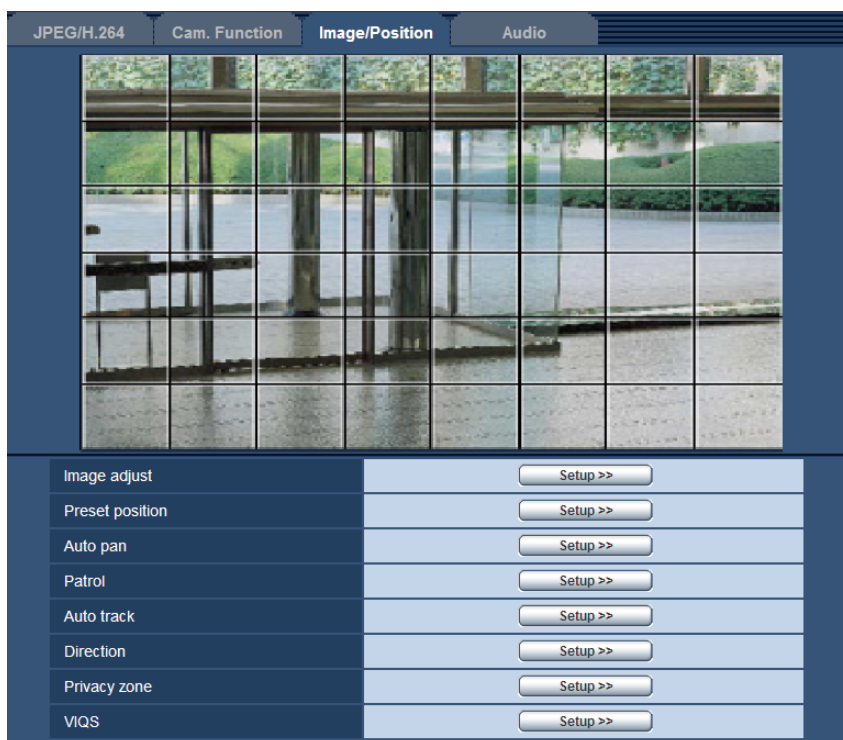 JPEG/H.264 Cam. Function Image/Position Audio
Image adjust Setup >>
Preset position Setup >>
Auto pan Setup >>
Patrol Setup >>
Auto track Setup >>
Direction Setup >>
Privacy zone Setup >>
VIQS Setup >>